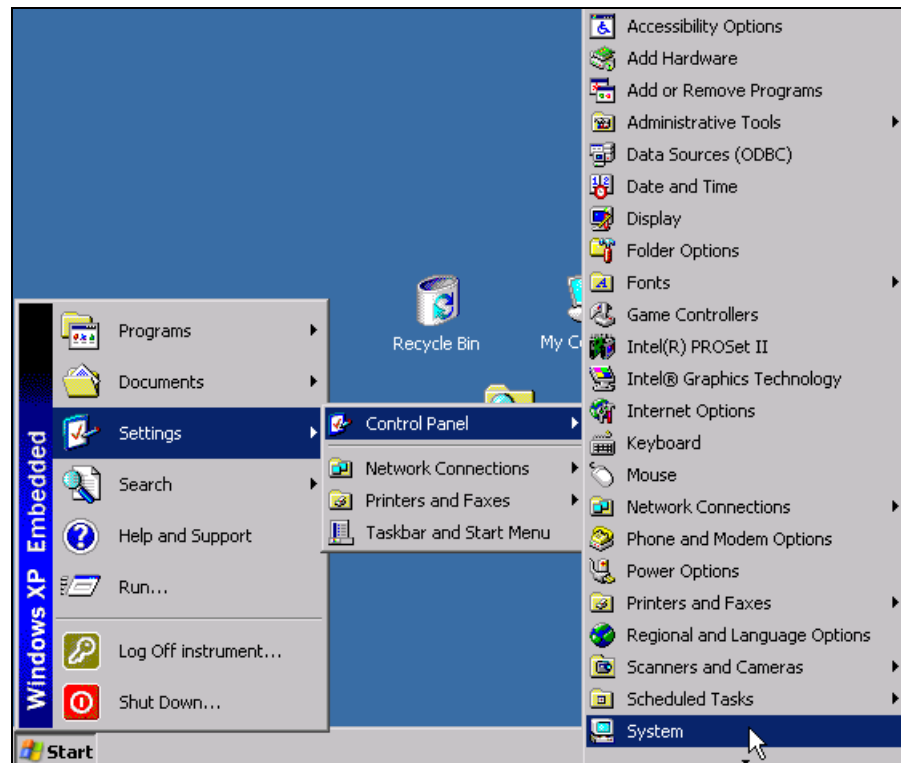 Accessibility Options
Add Hardware
Add or Remove Programs
Administrative Tools
Data Sources (ODBC)
Date and Time
Display
Folder Options
Fonts
Game Controllers
Intel(R) PROSet II
Intel® Graphics Technology
Internet Options
Keyboard
Mouse
Network Connections
Phone and Modem Options
Power Options
Printers and Faxes
Regional and Language Options
Scanners and Cameras
Scheduled Tasks
System
Recycle Bin
My C
Control Panel
Network Connections
Printers and Faxes
Taskbar and Start Menu
Programs
Documents
Settings
Search
Help and Support
Run...
Log Off instrument...
Shut Down...
Windows XP Embedded
Start